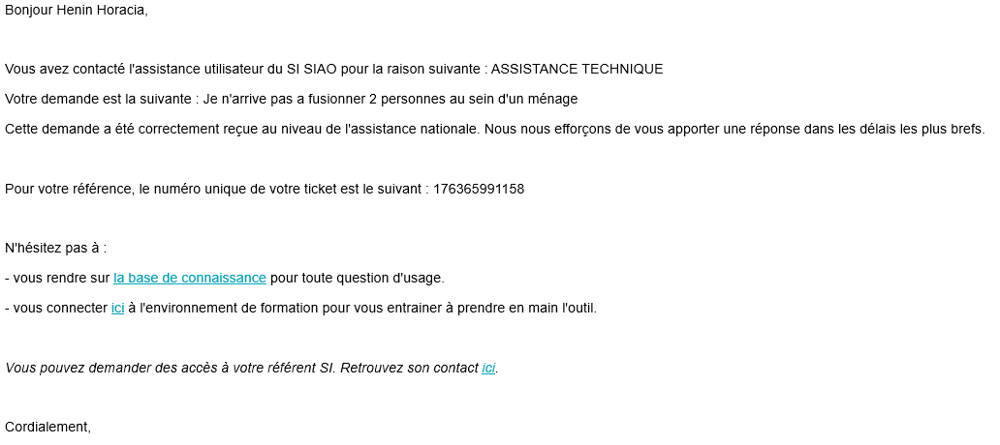 Bonjour Henin Horacia,
Vous avez contacté l'assistance utilisateur du SI SIAO pour la raison suivante : ASSISTANCE TECHNIQUE
Votre demande est la suivante : Je n'arrive pas a fusionner 2 personnes au sein d'un ménage
Cette demande a été correctement reçue au niveau de l'assistance nationale. Nous nous efforçons de vous apporter une réponse dans les délais les plus brefs.
Pour votre référence, le numéro unique de votre ticket est le suivant : 176365991158
N'hésitez pas à :
- vous rendre sur la base de connaissance pour toute question d'usage.
- vous connecter ici à l'environnement de formation pour vous entrainer à prendre en main l'outil.
Vous pouvez demander des accès à votre référent SI. Retrouvez son contact ici.
Cordialement,